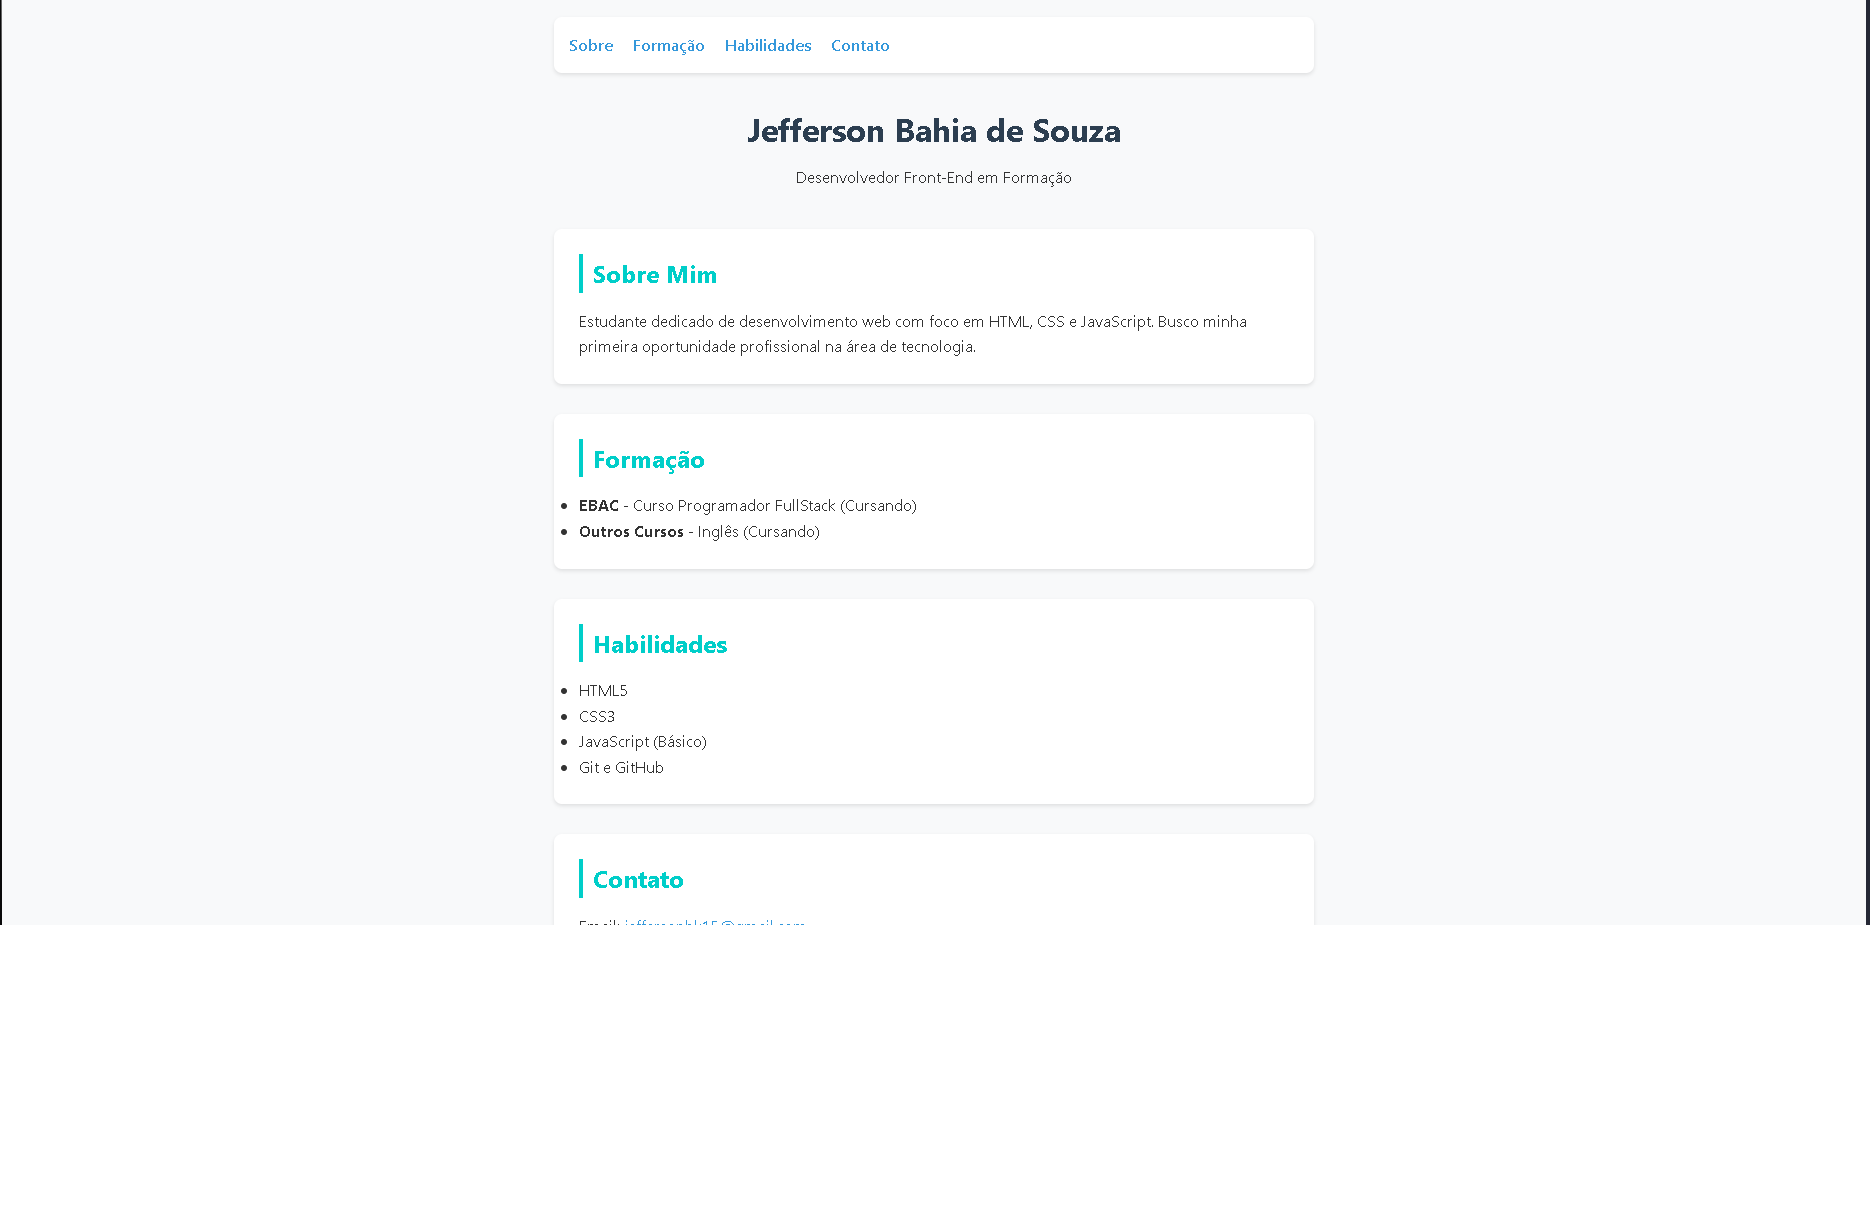 Sobre Formação Habilidades Contato
Jefferson Bahia de Souza
Desenvolvedor Front-End em Formação
Sobre Mim
Estudante dedicado de desenvolvimento web com foco em HTML, CSS e JavaScript. Busco minha
primeira oportunidade profissional na área de tecnologia.
Formação
EBAC - Curso Programador FullStack (Cursando)
Outros Cursos - Inglês (Cursando)
Habilidades
HTML5
CSS3
JavaScript (Básico)
Git e GitHub
Contato
Email: